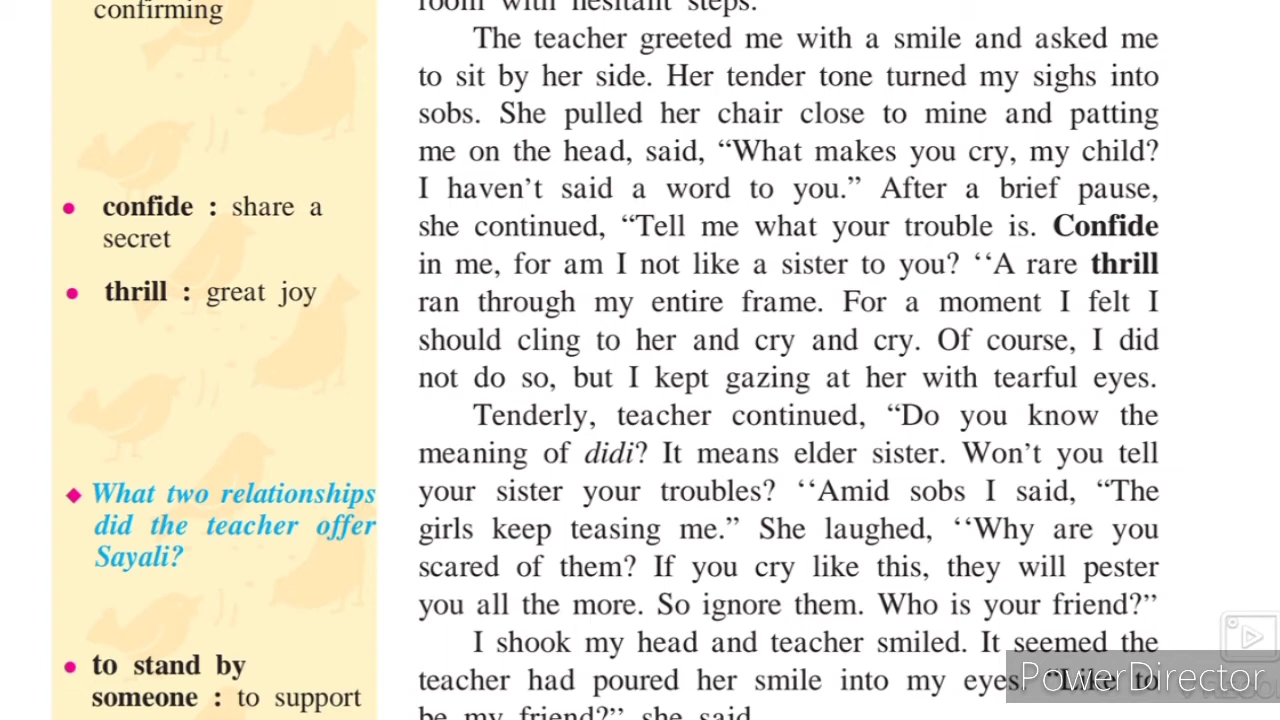 confirming
confide : share a
secret
thrill : great joy
What two relationships
did the teacher offer
Sayali?
to stand by
someone : to support
room with hesitant steps.
The teacher greeted me with a smile and asked me
to sit by her side. Her tender tone turned my sighs into
sobs. She pulled her chair close to mine and patting
me on the head, said, “What makes you cry, my child?
I haven’t said a word to you.” After a brief pause,
she continued, “Tell me what your trouble is. Confide
in me, for am I not like a sister to you? ‘‘A rare thrill
ran through my entire frame. For a moment I felt I
should cling to her and cry and cry. Of course, I did
not do so, but I kept gazing at her with tearful eyes.
Tenderly, teacher continued, “Do you know the
meaning of didi? It means elder sister. Won’t you tell
your sister your troubles? ‘‘Amid sobs I said, “The
girls keep teasing me.” She laughed, ‘‘Why are you
scared of them? If you cry like this, they will pester
you all the more. So ignore them. Who is your friend?’’
I shook my head and teacher smiled. It seemed the
teacher had poured her smile into my eyes. “Like to
be my friend?” she said
PowerDirector